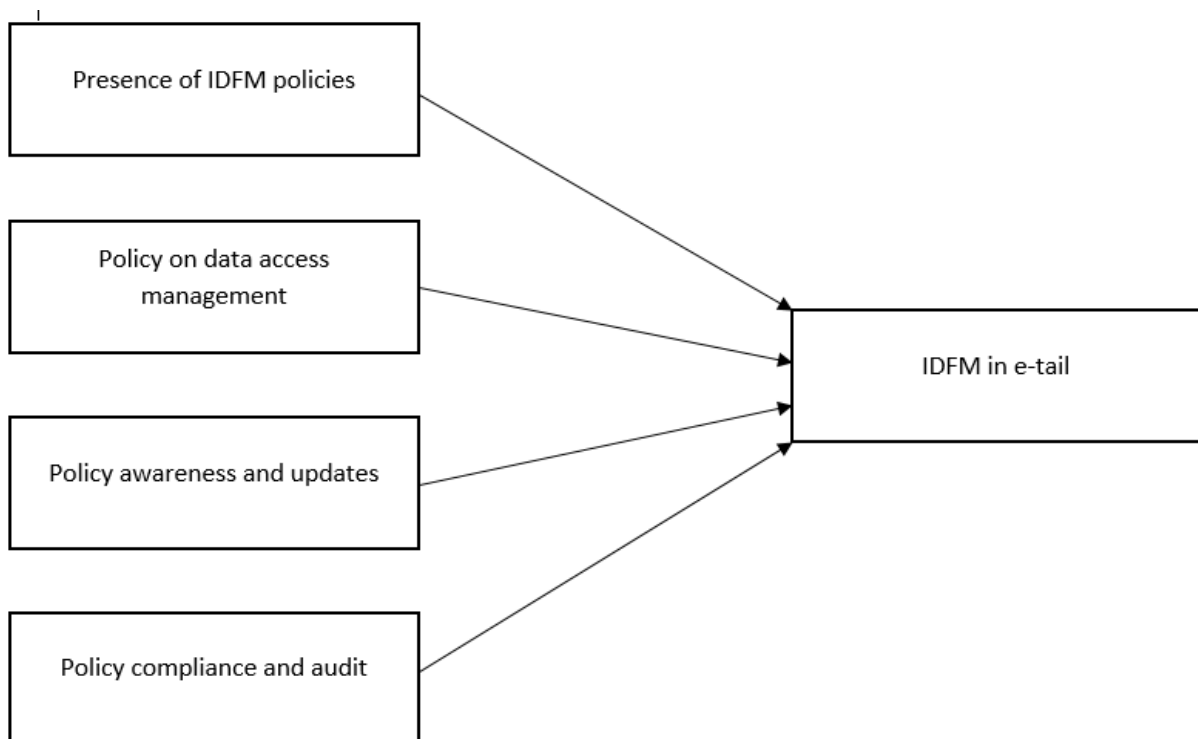 Presence of IDFM policies
Policy on data access
management
IDFM in e-tail
Policy awareness and updates
Policy compliance and audit